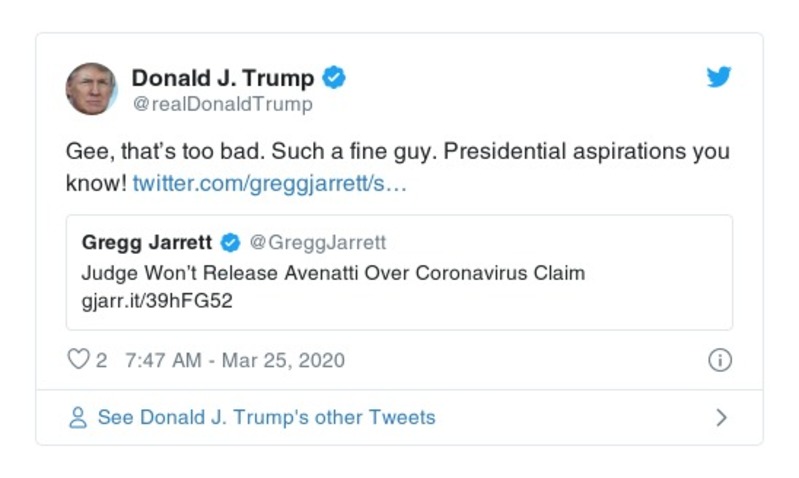 Donald J. Trump
@realDonaldTrump
Gee, that’s too bad. Such a fine guy. Presidential aspirations you
know! twitter.com/greggjarrett/s…
Gregg Jarrett @GreggJarrett
Judge Won’t Release Avenatti Over Coronavirus Claim
gjarr.it/39hFG52
2 7:47 AM - Mar 25, 2020
See Donald J. Trump's other Tweets